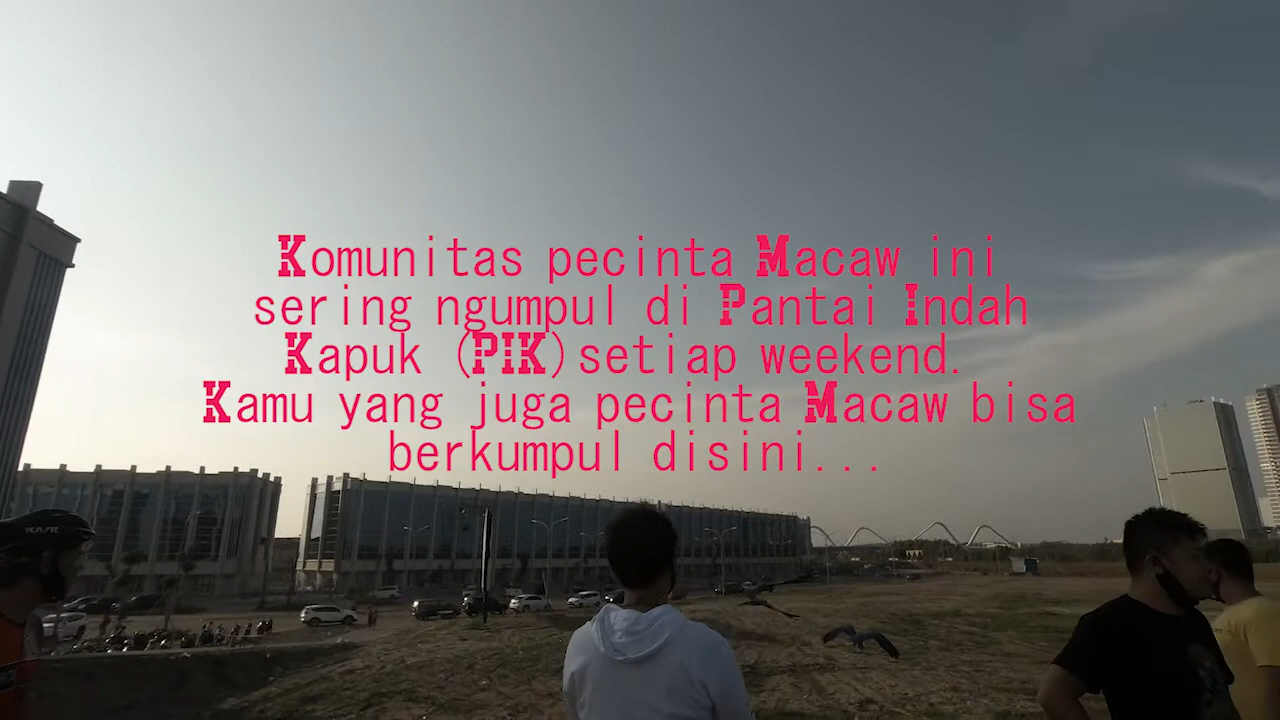 Komunitas pecinta Macaw ini
sering ngumpul di Pantai Indah
Kapuk (PIK)setiap weekend.
Kamu yang juga pecinta Macaw bisa
berkumpul disini...
KASK